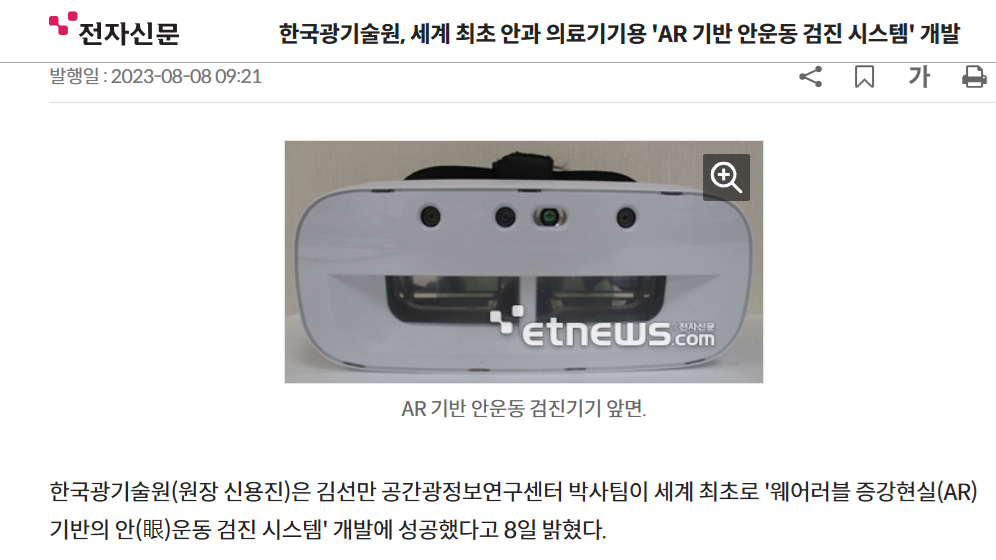 전자신문
한국광기술원, 세계 최초 안과 의료기기용 'AR 기반 안운동 검진 시스템' 개발
발행일 : 2023-08-08 09:21
가
etnews.com 전자신문
AR 기반 안운동 검진기기 앞면.
한국광기술원(원장 신용진)은 김선만 공간광정보연구센터 박사팀이 세계 최초로 '웨어러블 증강현실(AR)
기반의 안(眼)운동 검진 시스템' 개발에 성공했다고 8일 밝혔다.